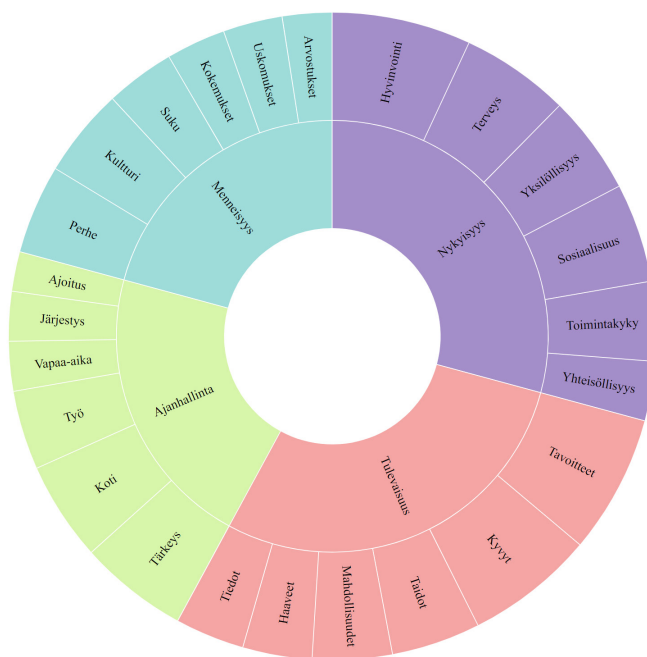 Nykyisyys
Hyvinvointi
Terveys
Yksilöllisyys
Sosiaalisuus
Toimintakyky
Yhteisöllisyys
Tulevaisuus
Tavoitteet
Kyvyt
Taidot
Mahdollisuudet
Haaveet
Tiedot
Ajanhallinta
Tärkeys
Koti
Työ
Vapaa-aika
Järjestys
Ajoitus
Menneisyys
Perhe
Kultturi
Suku
Kokemukset
Uskomukset
Arvostukset